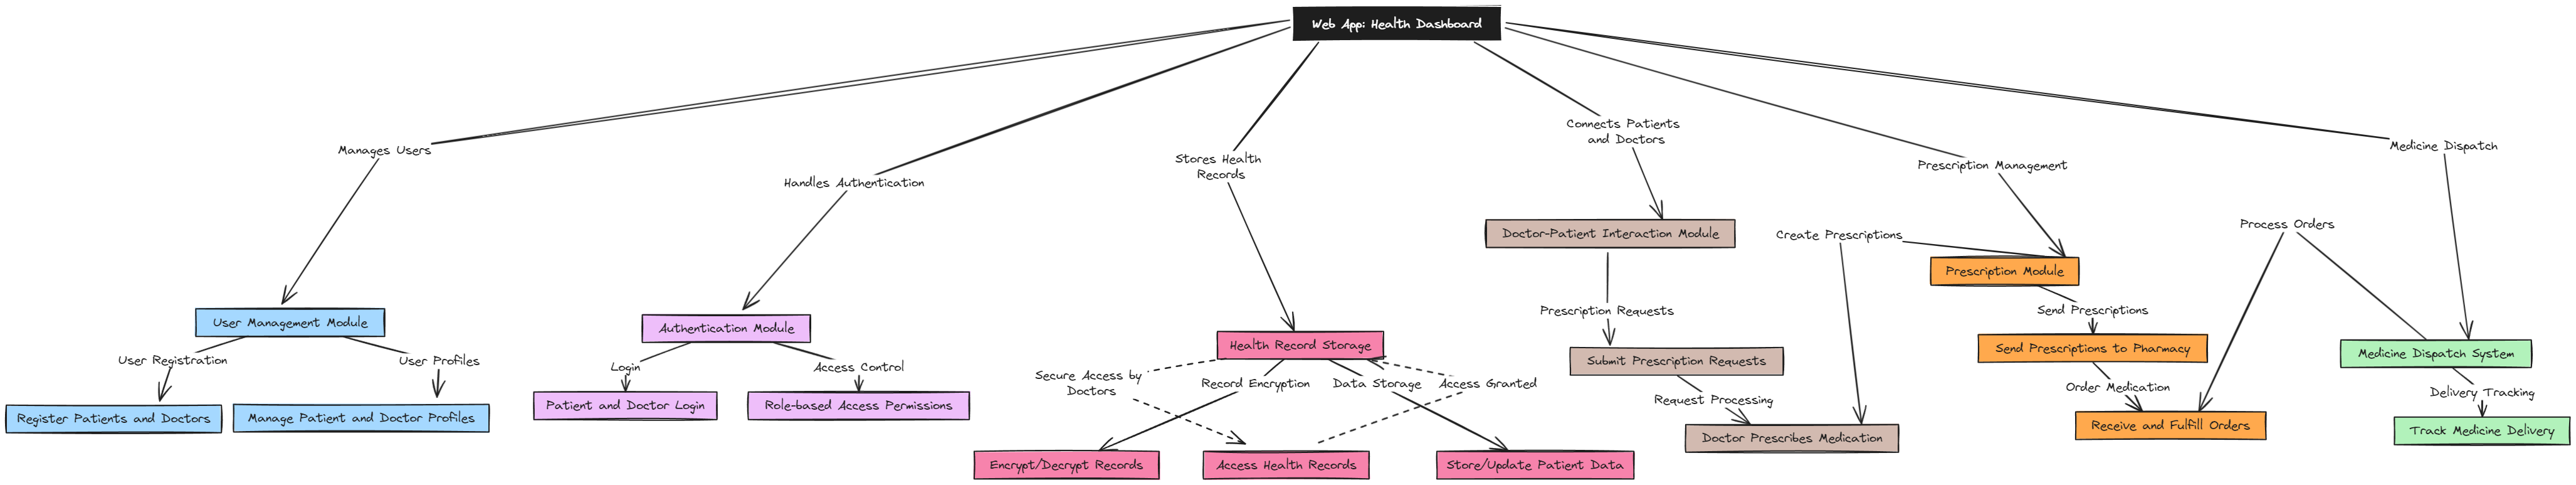 Web App: Health Dashboard
Manages Users
Handles Authentication
Stores Health
Records
Connects Patients
and Doctors
Prescription Management
Medicine Dispatch
Create Prescriptions
Process Orders
Doctor-Patient Interaction Module
Prescription Module
User Management Module
Authentication Module
Health Record Storage
Prescription Requests
Send Prescriptions
Send Prescriptions to Pharmacy
Medicine Dispatch System
User Registration
User Profiles
Login
Access Control
Secure Access by
Doctors
Record Encryption
Data Storage
Access Granted
Submit Prescription Requests
Request Processing
Order Medication
Delivery Tracking
Register Patients and Doctors
Manage Patient and Doctor Profiles
Patient and Doctor Login
Role-based Access Permissions
Encrypt/Decrypt Records
Access Health Records
Store/Update Patient Data
Doctor Prescribes Medication
Receive and Fulfill Orders
Track Medicine Delivery